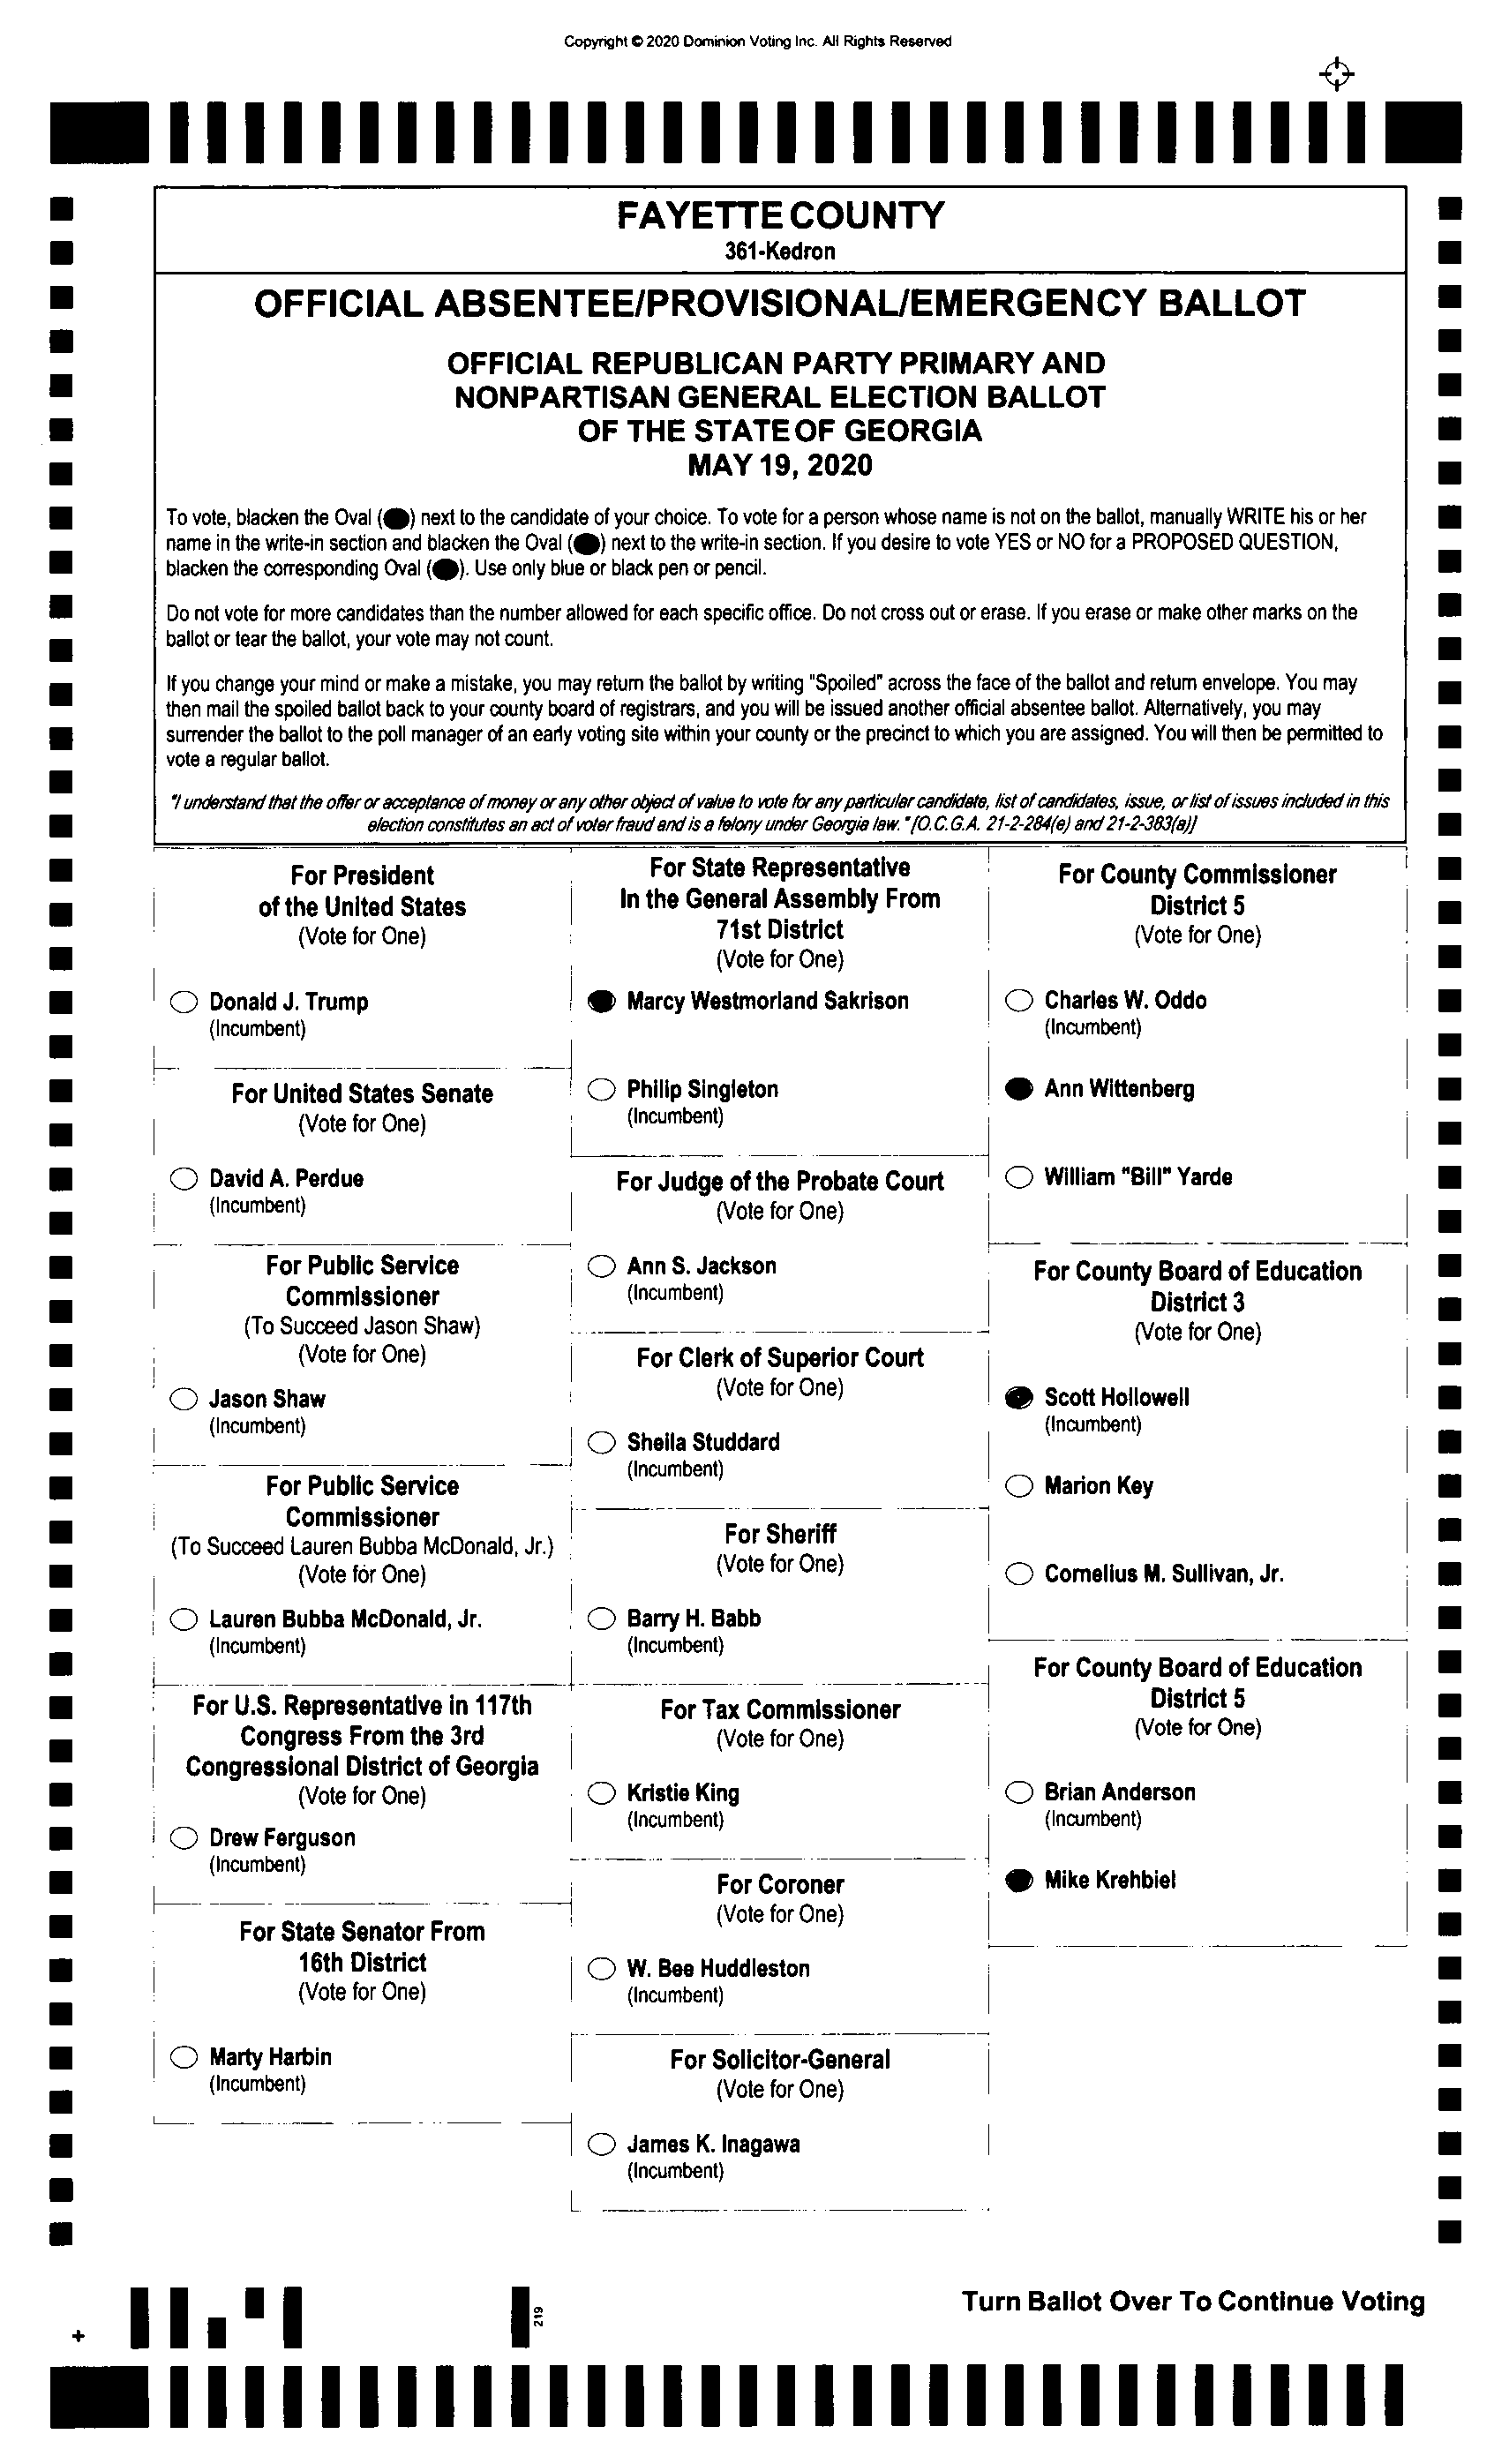 Copyright © 2020 Dominion Voting Inc. All Rights Reserved
FAYETTE COUNTY
361-Kedron
OFFICIAL ABSENTEE/PROVISIONAL/EMERGENCY BALLOT
OFFICIAL REPUBLICAN PARTY PRIMARY AND
NONPARTISAN GENERAL ELECTION BALLOT
OF THE STATE OF GEORGIA
MAY 19, 2020
To vote, blacken the Oval (⬬) next to the candidate of your choice. To vote for a person whose name is not on the ballot, manually WRITE his or her
name in the write-in section and blacken the Oval (⬬) next to the write-in section. If you desire to vote YES or NO for a PROPOSED QUESTION,
blacken the corresponding Oval (⬬). Use only blue or black pen or pencil.
Do not vote for more candidates than the number allowed for each specific office. Do not cross out or erase. If you erase or make other marks on the
ballot or tear the ballot, your vote may not count.
If you change your mind or make a mistake, you may return the ballot by writing "Spoiled" across the face of the ballot and return envelope. You may
then mail the spoiled ballot back to your county board of registrars, and you will be issued another official absentee ballot. Alternatively, you may
surrender the ballot to the poll manager of an early voting site within your county or the precinct to which you are assigned. You will then be permitted to
vote a regular ballot.
"I understand that the offer or acceptance of money or any other object of value to vote for any particular candidate, list of candidates, issue, or list of issues included in this
election constitutes an act of voter fraud and is a felony under Georgia law." [O.C.G.A. 21-2-284(e) and 21-2-383(a)]
For President
of the United States
(Vote for One)
Donald J. Trump
(Incumbent)
For United States Senate
(Vote for One)
David A. Perdue
(Incumbent)
For Public Service
Commissioner
(To Succeed Jason Shaw)
(Vote for One)
Jason Shaw
(Incumbent)
For Public Service
Commissioner
(To Succeed Lauren Bubba McDonald, Jr.)
(Vote for One)
Lauren Bubba McDonald, Jr.
(Incumbent)
For U.S. Representative in 117th
Congress From the 3rd
Congressional District of Georgia
(Vote for One)
Drew Ferguson
(Incumbent)
For State Senator From
16th District
(Vote for One)
Marty Harbin
(Incumbent)
For State Representative
In the General Assembly From
71st District
(Vote for One)
Marcy Westmorland Sakrison
Philip Singleton
(Incumbent)
For Judge of the Probate Court
(Vote for One)
Ann S. Jackson
(Incumbent)
For Clerk of Superior Court
(Vote for One)
Sheila Studdard
(Incumbent)
For Sheriff
(Vote for One)
Barry H. Babb
(Incumbent)
For Tax Commissioner
(Vote for One)
Kristie King
(Incumbent)
For Coroner
(Vote for One)
W. Bee Huddleston
(Incumbent)
For Solicitor-General
(Vote for One)
James K. Inagawa
(Incumbent)
For County Commissioner
District 5
(Vote for One)
Charles W. Oddo
(Incumbent)
Ann Wittenberg
William "Bill" Yarde
For County Board of Education
District 3
(Vote for One)
Scott Hollowell
(Incumbent)
Marion Key
Cornelius M. Sullivan, Jr.
For County Board of Education
District 5
(Vote for One)
Brian Anderson
(Incumbent)
Mike Krehbiel
Turn Ballot Over To Continue Voting
219
+